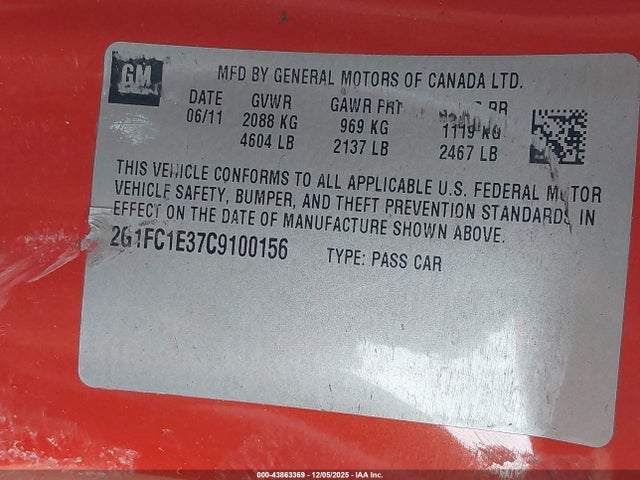 GM
MFD BY GENERAL MOTORS OF CANADA LTD.
DATE GVWR GAWR FRT RR
06/11 2088 KG 969 KG 1119 KG
4604 LB 2137 LB 2467 LB
THIS VEHICLE CONFORMS TO ALL APPLICABLE U.S. FEDERAL MOTOR
VEHICLE SAFETY, BUMPER, AND THEFT PREVENTION STANDARDS IN
EFFECT ON THE DATE OF MANUFACTURE SHOWN ABOVE.
2G1FC1E37C9100156 TYPE: PASS CAR
000-43863369 - 12/05/2025 - IAA Inc.